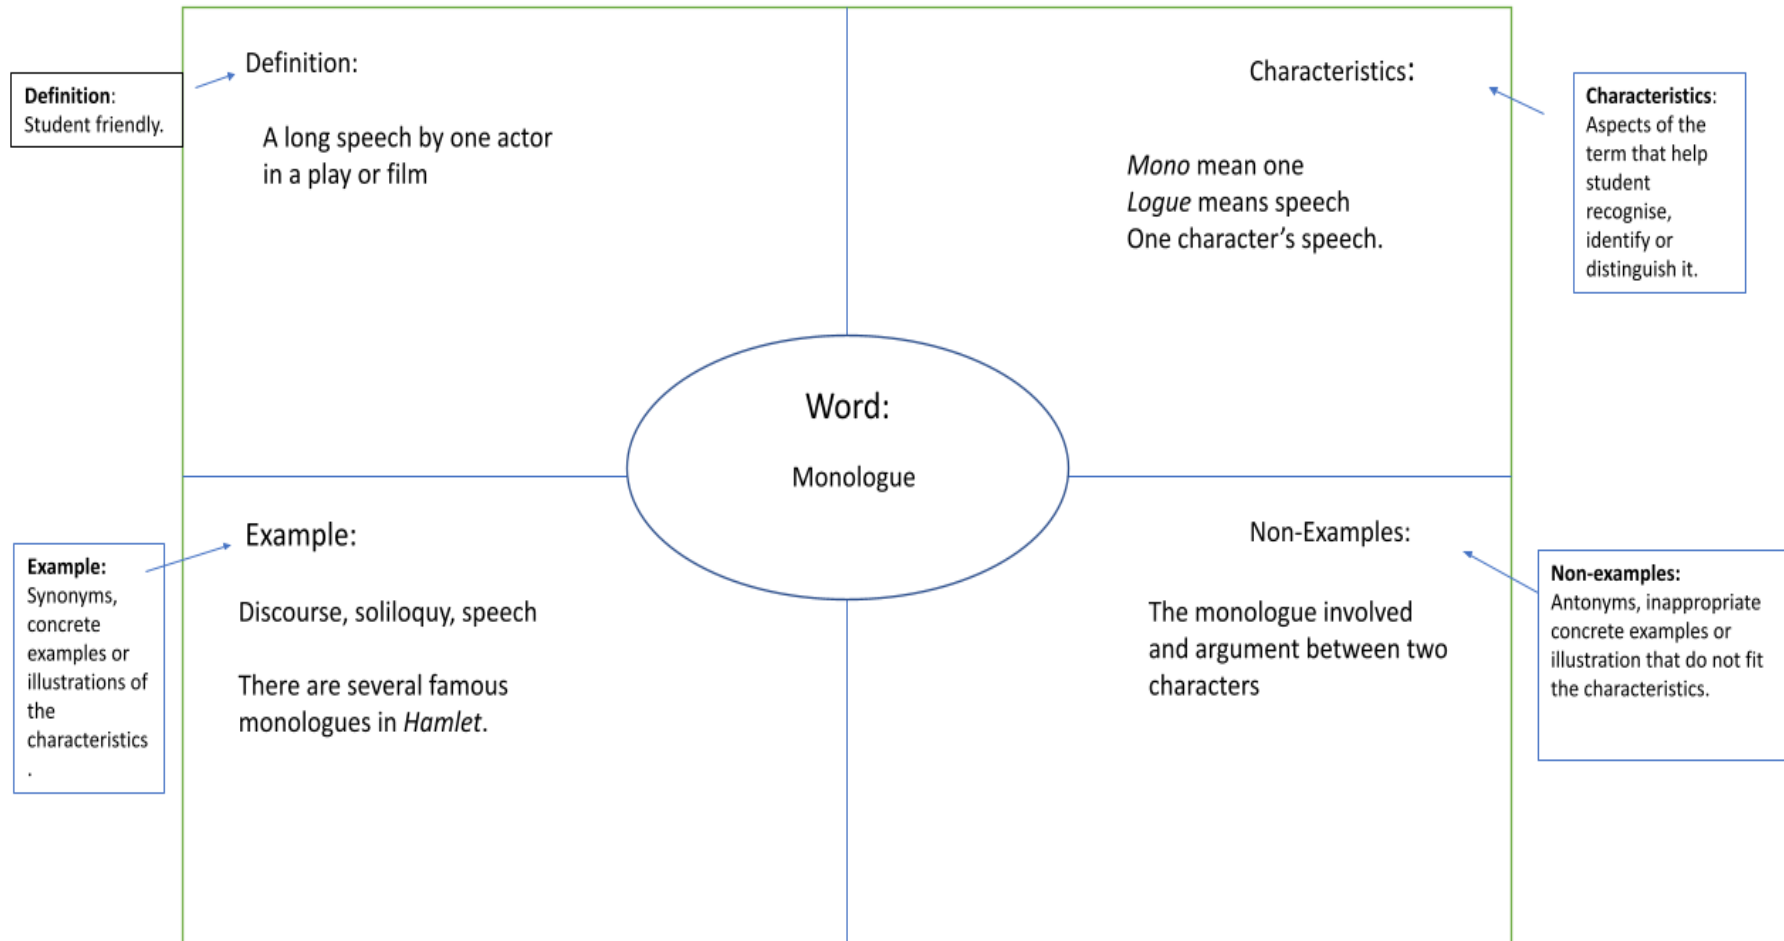 Definition:
Student friendly.
Definition:
A long speech by one actor
in a play or film
Characteristics:
Mono mean one
Logue means speech
One character's speech.
Characteristics:
Aspects of the
term that help
student
recognise,
identify or
distinguish it.
Word:
Monologue
Example:
Synonyms,
concrete
examples or
illustrations of
the
characteristics
.
Example:
Discourse, soliloquy, speech
There are several famous
monologues in Hamlet.
Non-Examples:
The monologue involved
and argument between two
characters
Non-examples:
Antonyms, inappropriate
concrete examples or
illustration that do not fit
the characteristics.